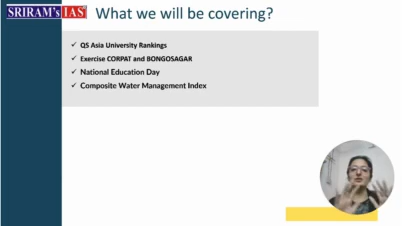 SRIRAM's IAS What we will be covering?
✓ QS Asia University Rankings
✓ Exercise CORPAT and BONGOSAGAR
✓ National Education Day
✓ Composite Water Management Index